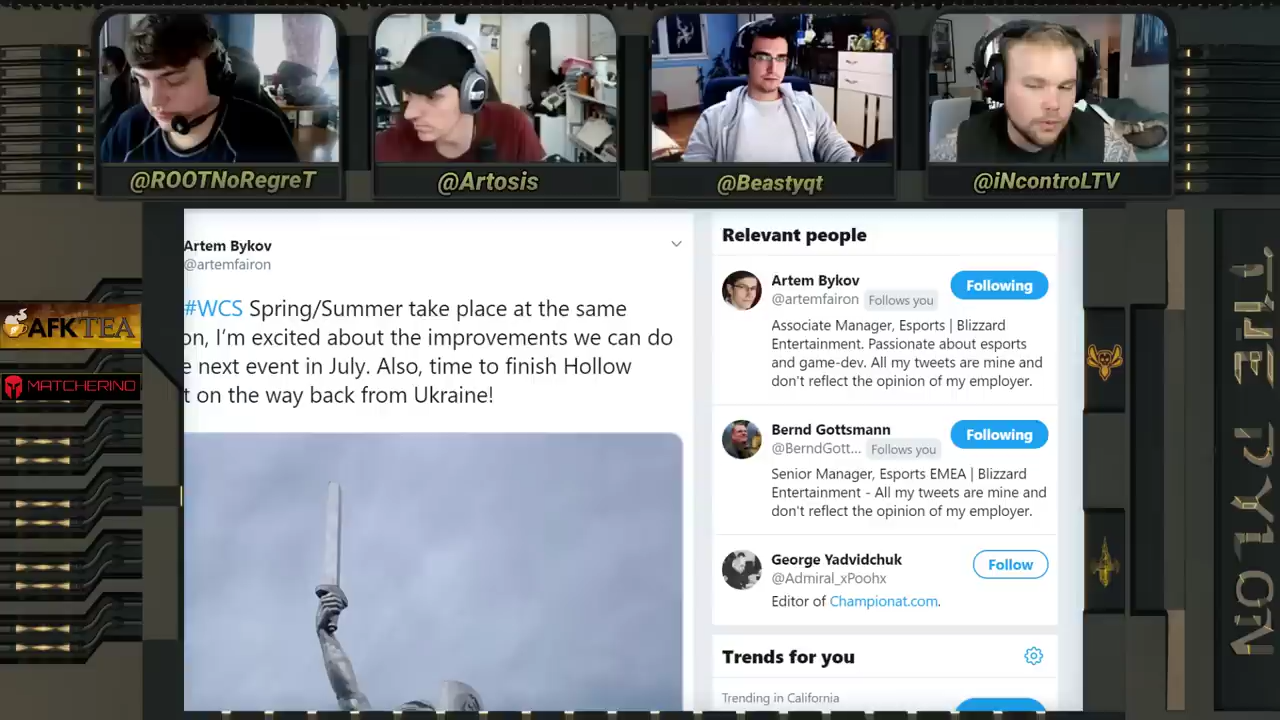 @ROOTNoRegreT
@Artosis
@Beastyqt
@iNcontroLTV
AFKTEA
MATCHERINO
Artem Bykov
@artemfairon
#WCS Spring/Summer take place at the same
on, I'm excited about the improvements we can do
e next event in July. Also, time to finish Hollow
t on the way back from Ukraine!
Relevant people
Artem Bykov
@artemfairon Follows you
Following
Associate Manager, Esports | Blizzard
Entertainment. Passionate about esports
and game-dev. All my tweets are mine and
don't reflect the opinion of my employer.
Bernd Gottsmann
@BerndGott... Follows you
Following
Senior Manager, Esports EMEA | Blizzard
Entertainment - All my tweets are mine and
don't reflect the opinion of my employer.
George Yadvidchuk
@Admiral_xPoohx
Follow
Editor of Championat.com.
Trends for you
Trending in California
THE PYLON